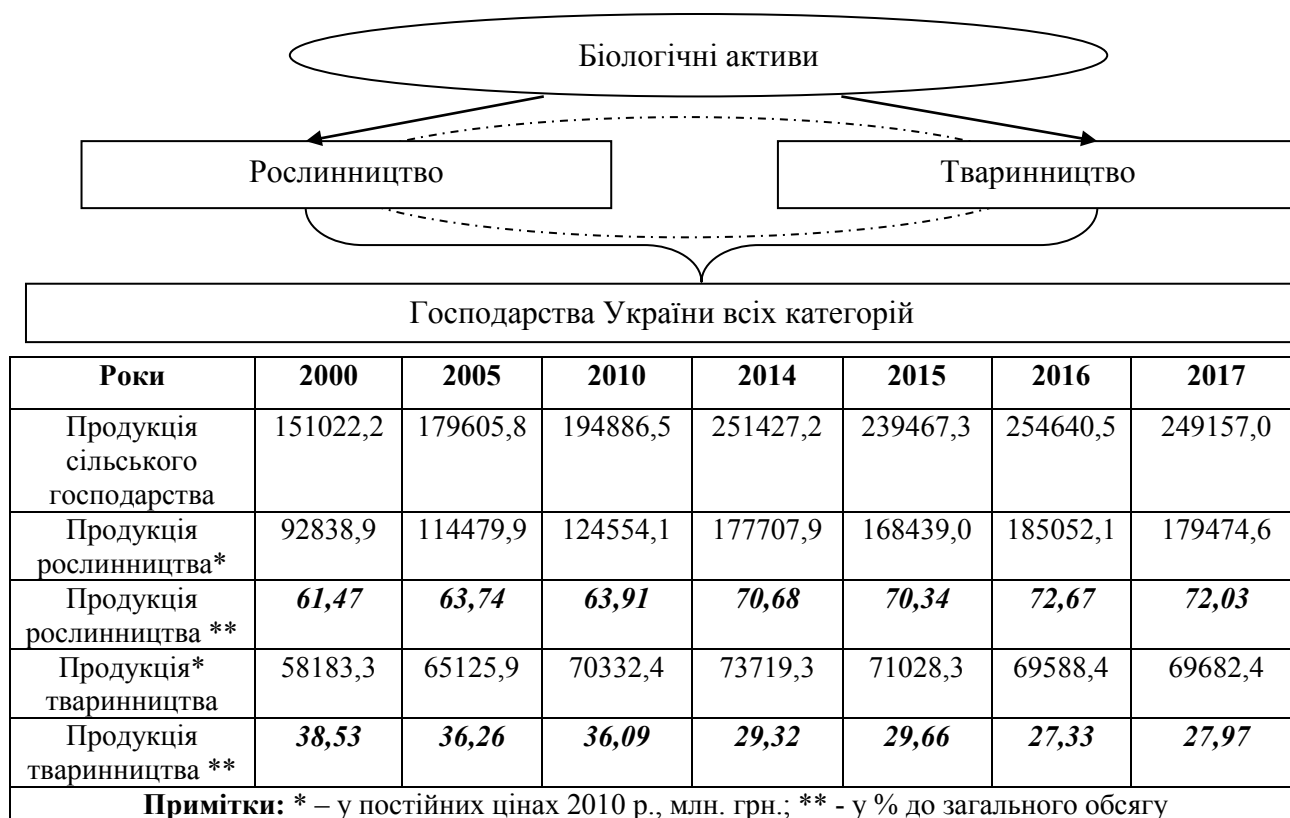 Біологічні активи
Рослинництво
Тваринництво
Господарства України всіх категорій
Роки 2000 2005 2010 2014 2015 2016 2017
Продукція 151022,2 179605,8 194886,5 251427,2 239467,3 254640,5 249157,0
сільського
господарства
Продукція 92838,9 114479,9 124554,1 177707,9 168439,0 185052,1 179474,6
рослинництва*
Продукція 61,47 63,74 63,91 70,68 70,34 72,67 72,03
рослинництва **
Продукція* 58183,3 65125,9 70332,4 73719,3 71028,3 69588,4 69682,4
тваринництва
Продукція 38,53 36,26 36,09 29,32 29,66 27,33 27,97
тваринництва **
Примітки: * – у постійних цінах 2010 р., млн. грн.; ** - у % до загального обсягу